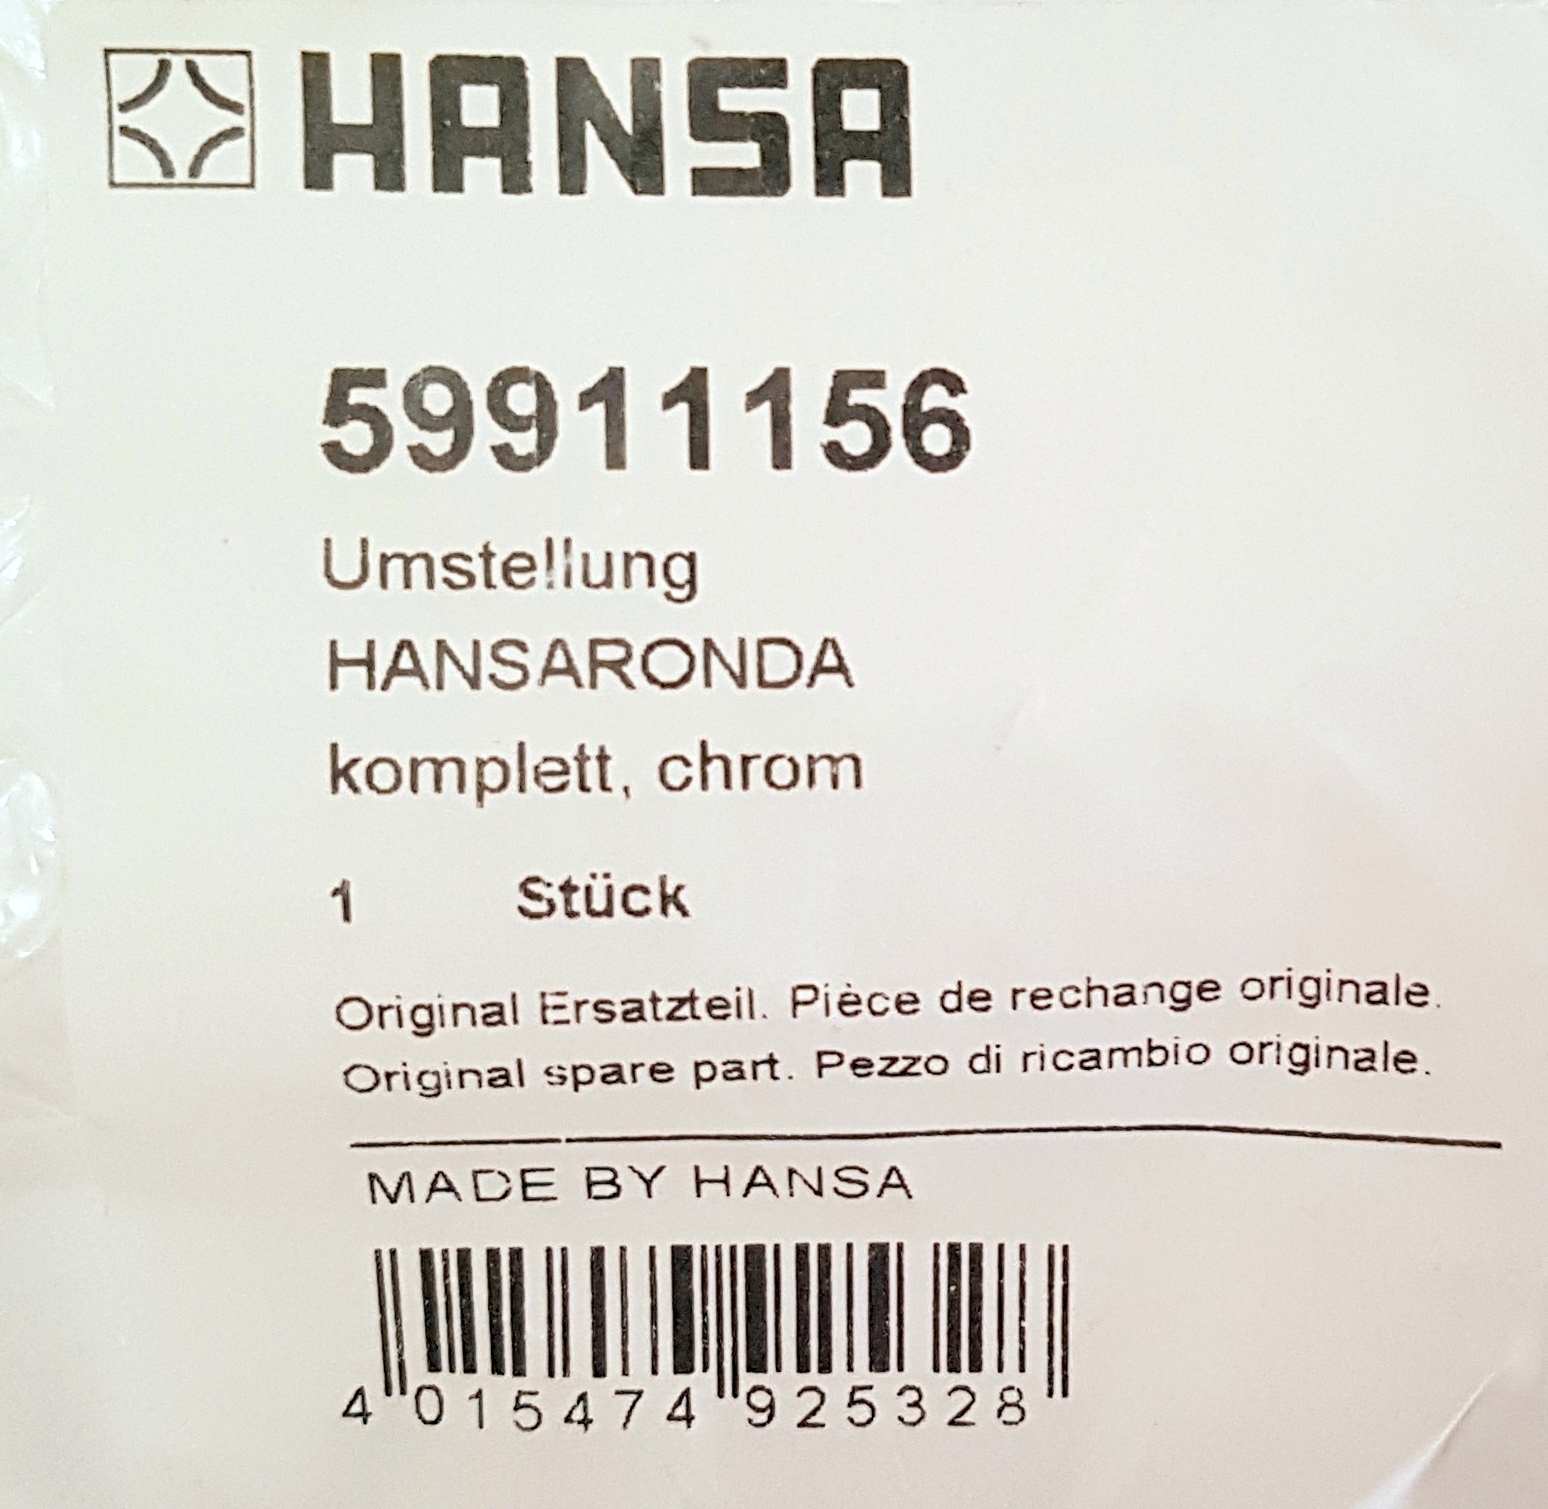 HANSA
59911156
Umstellung
HANSARONDA
komplett, chrom
1 Stück
Original Ersatzteil. Pièce de rechange originale.
Original spare part. Pezzo di ricambio originale.
MADE BY HANSA
4 015474 925328